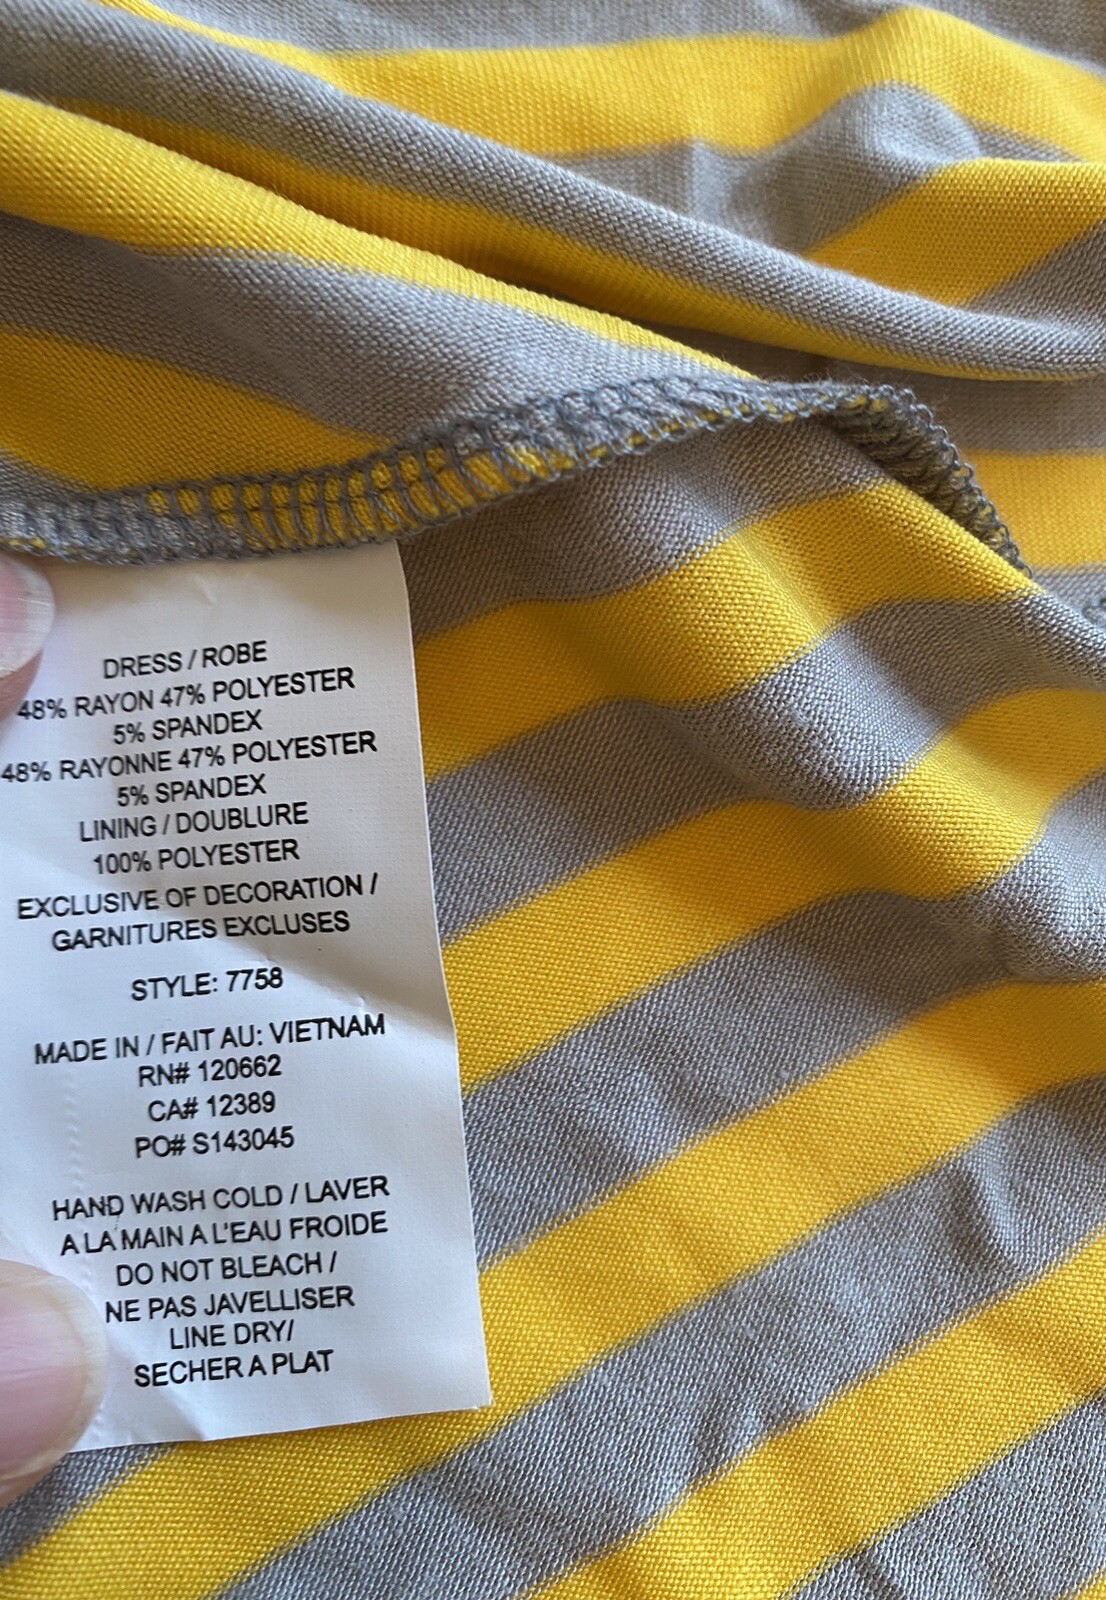 DRESS / ROBE
48% RAYON 47% POLYESTER
5% SPANDEX
48% RAYONNE 47% POLYESTER
5% SPANDEX
LINING / DOUBLURE
100% POLYESTER
EXCLUSIVE OF DECORATION /
GARNITURES EXCLUSES
STYLE: 7758
MADE IN / FAIT AU: VIETNAM
RN# 120662
CA# 12389
PO# S143045
HAND WASH COLD / LAVER
A LA MAIN A L'EAU FROIDE
DO NOT BLEACH /
NE PAS JAVELLISER
LINE DRY/
SECHER A PLAT